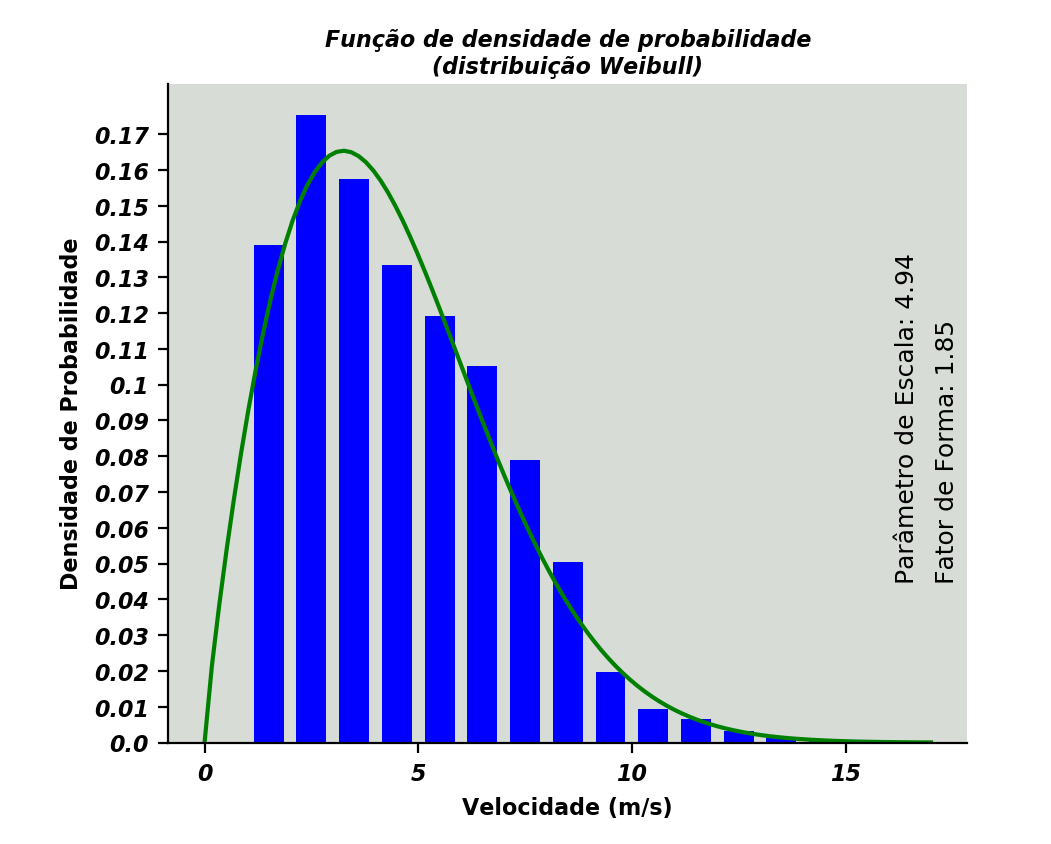 Função de densidade de probabilidade
(distribuição Weibull)
Densidade de Probabilidade
0.17
0.16
0.15
0.14
0.13
0.12
0.11
0.1
0.09
0.08
0.07
0.06
0.05
0.04
0.03
0.02
0.01
0.0
0 5 10 15
Velocidade (m/s)
Parâmetro de Escala: 4.94
Fator de Forma: 1.85